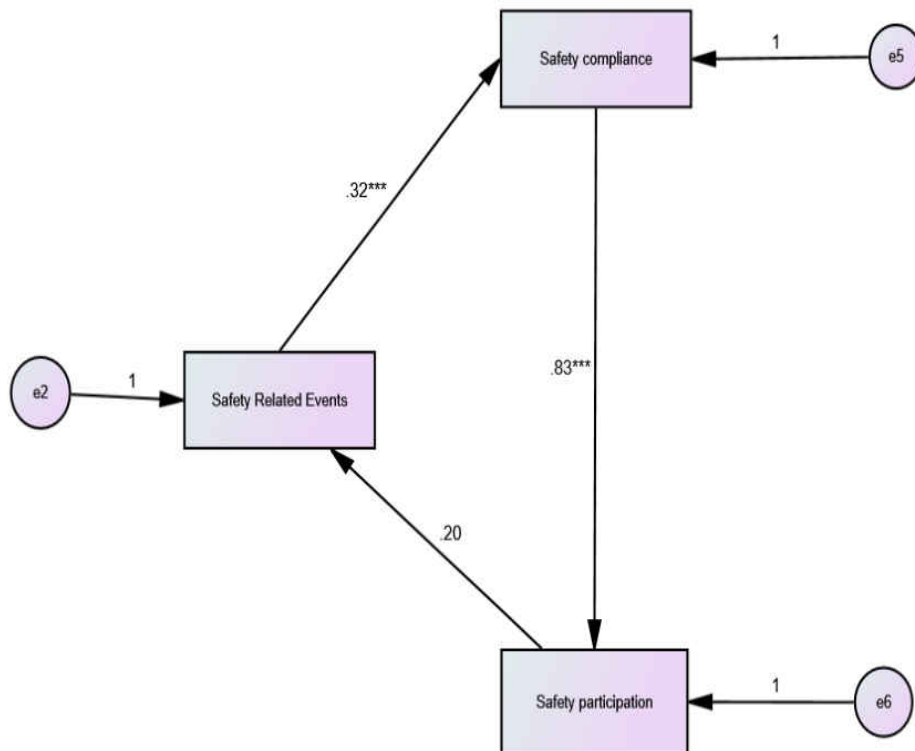 Safety compliance
1
e5
.32***
.83***
e2
1
Safety Related Events
.20
Safety participation
1
e6